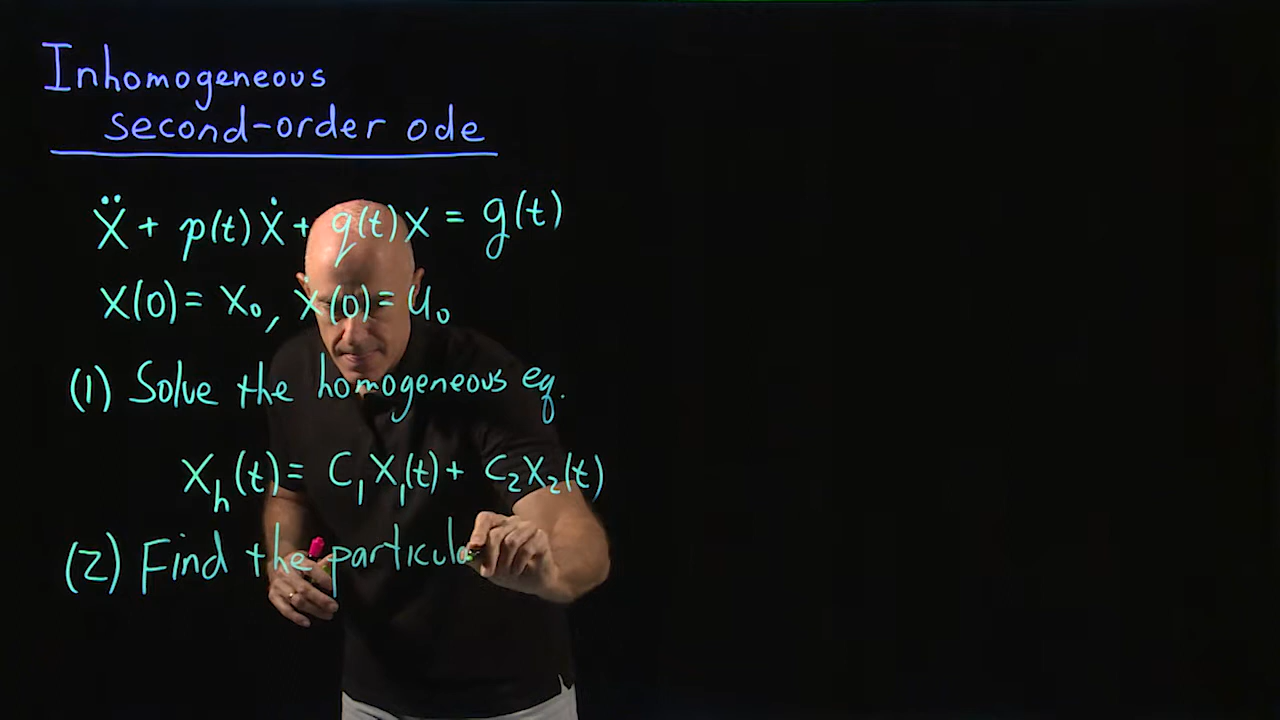 Inhomogeneous
second-order ode
ẍ + p(t)ẋ + q(t)x = g(t)
x(0) = x₀, ẋ(0) = u₀
(1) Solve the homogeneous eq.
xₕ(t) = c₁x₁(t) + c₂x₂(t)
(2) Find the particula